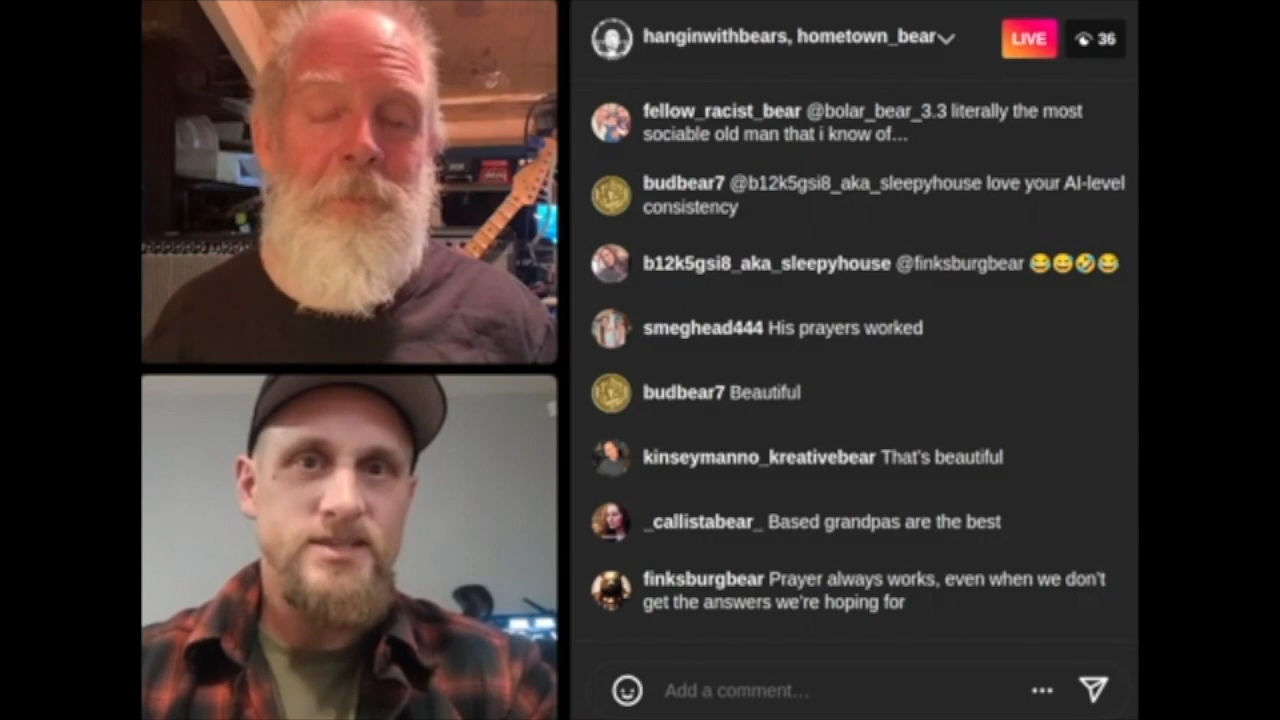 hanginwithbears, hometown_bear
LIVE
36
fellow_racist_bear @bolar_bear_3.3 literally the most
sociable old man that i know of...
budbear7 @b12k5gsi8_aka_sleepyhouse love your AI-level
consistency
b12k5gsi8_aka_sleepyhouse @finksburgbear 😂😅🤣😂
smeghead444 His prayers worked
budbear7 Beautiful
kinseymanno_kreativebear That's beautiful
_callistabear_ Based grandpas are the best
finksburgbear Prayer always works, even when we don't
get the answers we're hoping for
Add a comment...